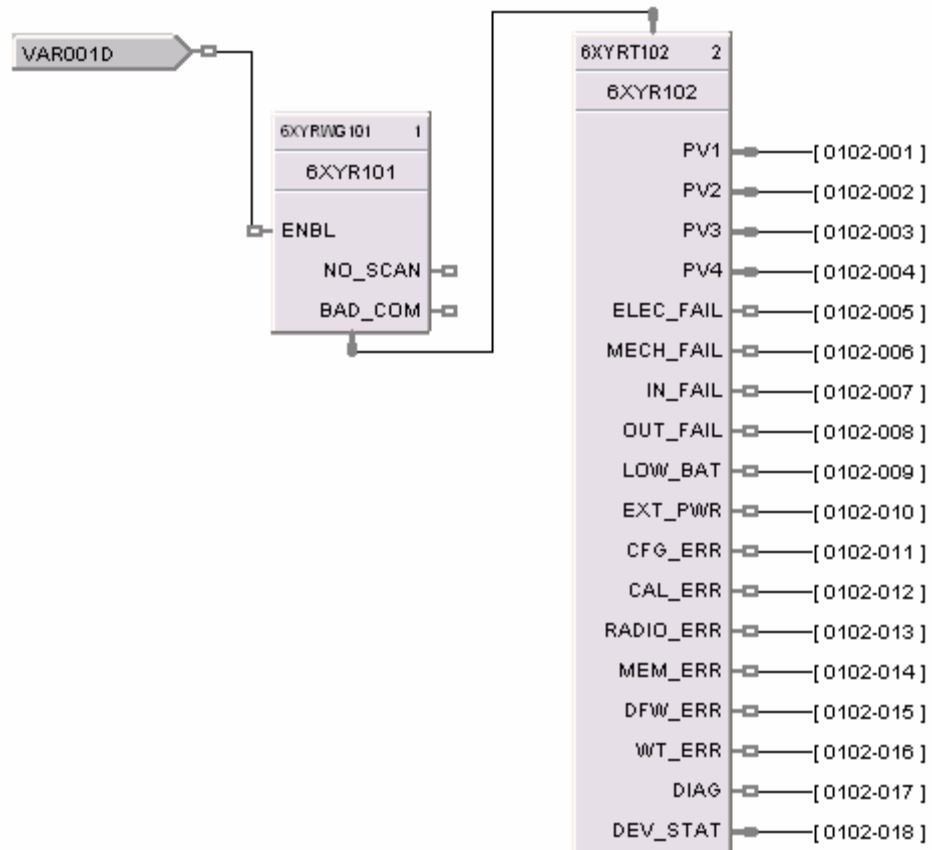 VAR001D
6XYRWG101 1
6XYR101
ENBL
NO_SCAN
BAD_COM
6XYRT102 2
6XYR102
PV1 [ 0102-001 ]
PV2 [ 0102-002 ]
PV3 [ 0102-003 ]
PV4 [ 0102-004 ]
ELEC_FAIL [ 0102-005 ]
MECH_FAIL [ 0102-006 ]
IN_FAIL [ 0102-007 ]
OUT_FAIL [ 0102-008 ]
LOW_BAT [ 0102-009 ]
EXT_PWR [ 0102-010 ]
CFG_ERR [ 0102-011 ]
CAL_ERR [ 0102-012 ]
RADIO_ERR [ 0102-013 ]
MEM_ERR [ 0102-014 ]
DFW_ERR [ 0102-015 ]
WT_ERR [ 0102-016 ]
DIAG [ 0102-017 ]
DEV_STAT [ 0102-018 ]